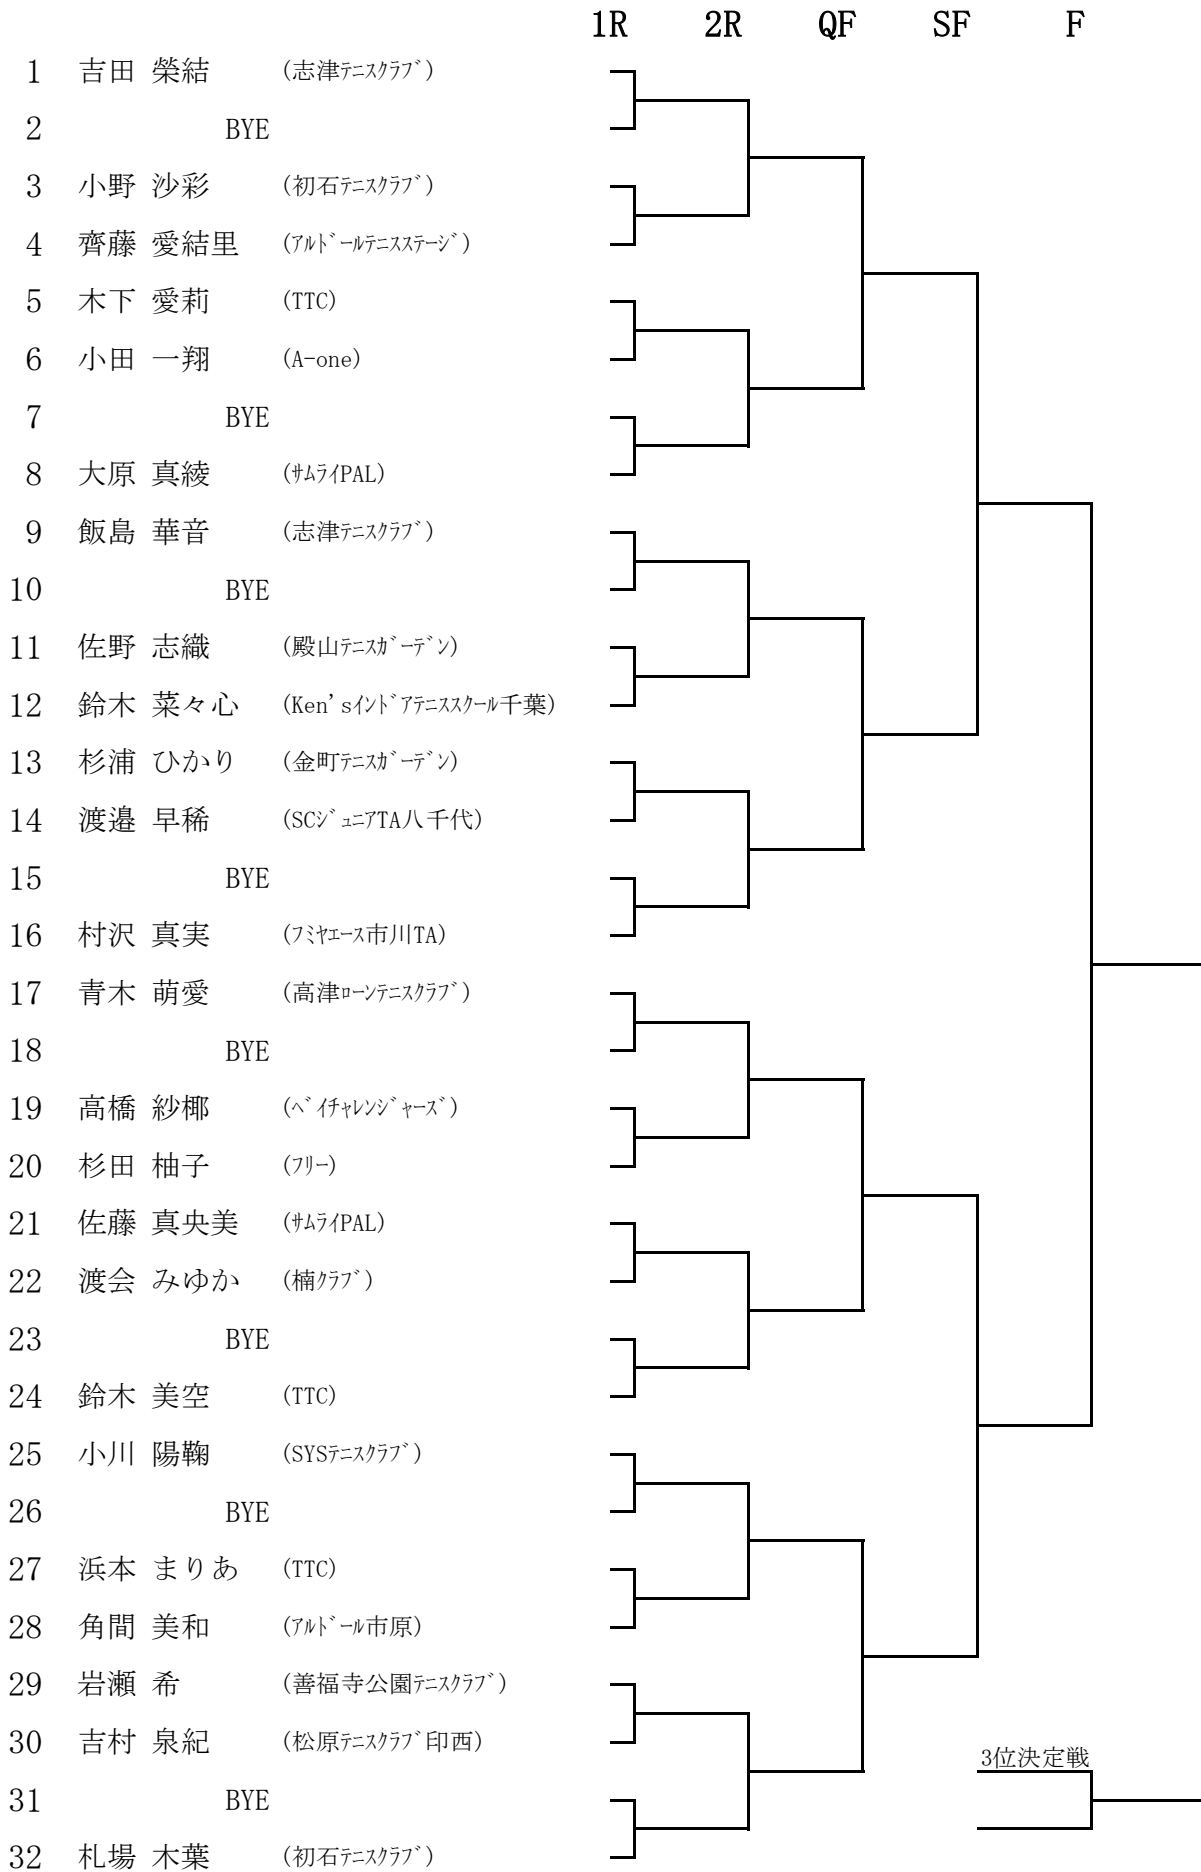 1R 2R QF SF F
1 吉田 榮結 (志津ﾃﾆｽｸﾗﾌﾞ)
2 BYE
3 小野 沙彩 (初石ﾃﾆｽｸﾗﾌﾞ)
4 齊藤 愛結里 (ｱﾙﾄﾞｰﾙﾃﾆｽｽﾃｰｼﾞ)
5 木下 愛莉 (TTC)
6 小田 一翔 (A-one)
7 BYE
8 大原 真綾 (ｻﾑﾗｲPAL)
9 飯島 華音 (志津ﾃﾆｽｸﾗﾌﾞ)
10 BYE
11 佐野 志織 (殿山ﾃﾆｽｶﾞｰﾃﾞﾝ)
12 鈴木 菜々心 (Ken'sｲﾝﾄﾞｱﾃﾆｽｽｸｰﾙ千葉)
13 杉浦 ひかり (金町ﾃﾆｽｶﾞｰﾃﾞﾝ)
14 渡邉 早稀 (SCｼﾞｭﾆｱTA八千代)
15 BYE
16 村沢 真実 (ﾌﾐﾔｴｰｽ市川TA)
17 青木 萌愛 (高津ﾛｰﾝﾃﾆｽｸﾗﾌﾞ)
18 BYE
19 高橋 紗椰 (ﾍﾞｲﾁｬﾚﾝｼﾞｬｰｽﾞ)
20 杉田 柚子 (ﾌﾘｰ)
21 佐藤 真央美 (ｻﾑﾗｲPAL)
22 渡会 みゆか (楠ｸﾗﾌﾞ)
23 BYE
24 鈴木 美空 (TTC)
25 小川 陽鞠 (SYSﾃﾆｽｸﾗﾌﾞ)
26 BYE
27 浜本 まりあ (TTC)
28 角間 美和 (ｱﾙﾄﾞｰﾙ市原)
29 岩瀬 希 (善福寺公園ﾃﾆｽｸﾗﾌﾞ)
30 吉村 泉紀 (松原ﾃﾆｽｸﾗﾌﾞ印西)
3位決定戦
31 BYE
32 札場 木葉 (初石ﾃﾆｽｸﾗﾌﾞ)